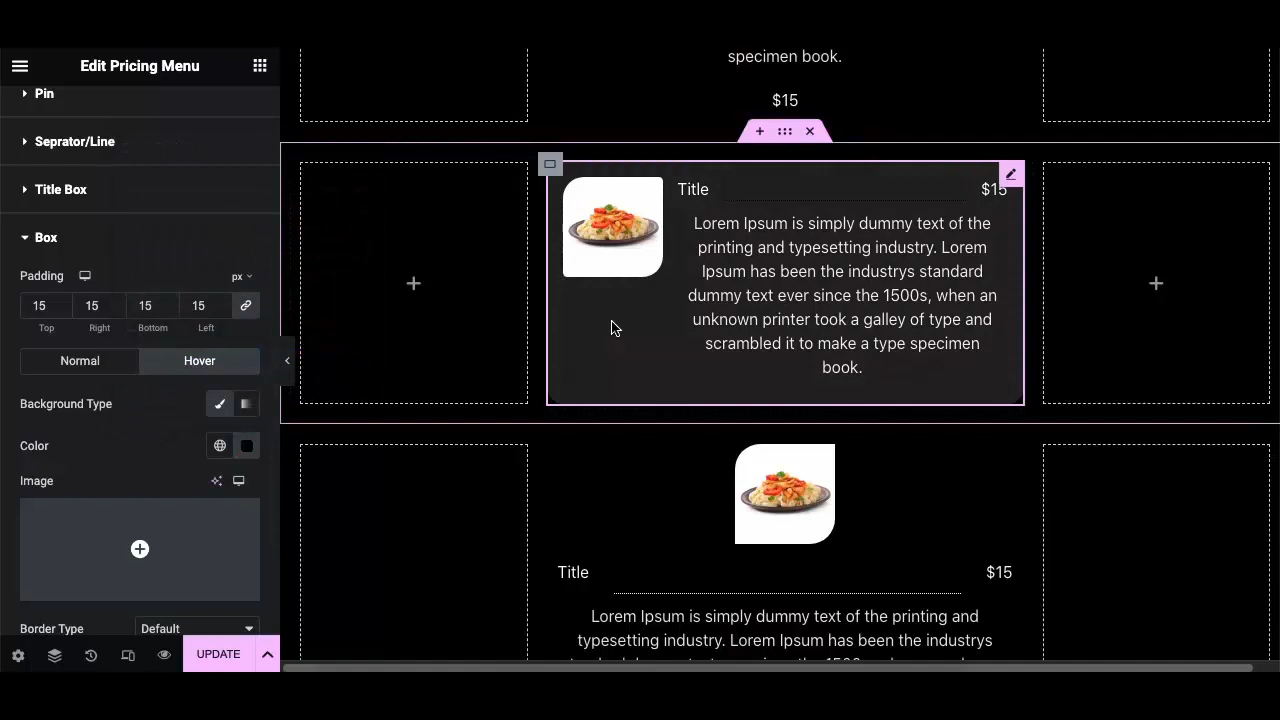 Edit Pricing Menu
Pin
Seprator/Line
Title Box
Box
Padding
px
15 15 15 15
Top Right Bottom Left
Normal Hover
Background Type
Color
Image
Border Type
Default
UPDATE
specimen book.
$15
Title $15
Lorem Ipsum is simply dummy text of the
printing and typesetting industry. Lorem
Ipsum has been the industrys standard
dummy text ever since the 1500s, when an
unknown printer took a galley of type and
scrambled it to make a type specimen
book.
Title $15
Lorem Ipsum is simply dummy text of the printing and
typesetting industry. Lorem Ipsum has been the industrys